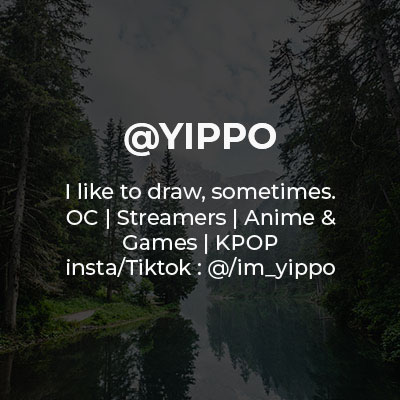 @YIPPO
I like to draw, sometimes.
OC | Streamers | Anime &
Games | KPOP
insta/Tiktok : @/im_yippo